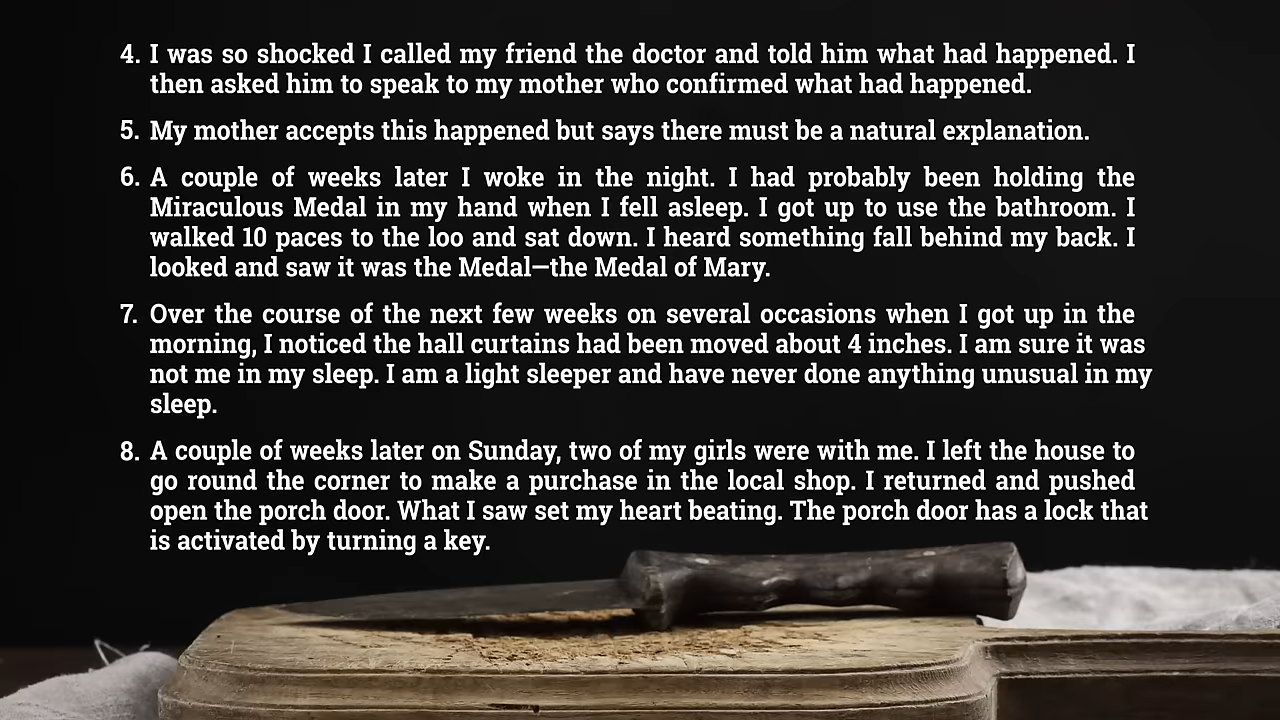 4. I was so shocked I called my friend the doctor and told him what had happened. I
then asked him to speak to my mother who confirmed what had happened.
5. My mother accepts this happened but says there must be a natural explanation.
6. A couple of weeks later I woke in the night. I had probably been holding the
Miraculous Medal in my hand when I fell asleep. I got up to use the bathroom. I
walked 10 paces to the loo and sat down. I heard something fall behind my back. I
looked and saw it was the Medal—the Medal of Mary.
7. Over the course of the next few weeks on several occasions when I got up in the
morning, I noticed the hall curtains had been moved about 4 inches. I am sure it was
not me in my sleep. I am a light sleeper and have never done anything unusual in my
sleep.
8. A couple of weeks later on Sunday, two of my girls were with me. I left the house to
go round the corner to make a purchase in the local shop. I returned and pushed
open the porch door. What I saw set my heart beating. The porch door has a lock that
is activated by turning a key.